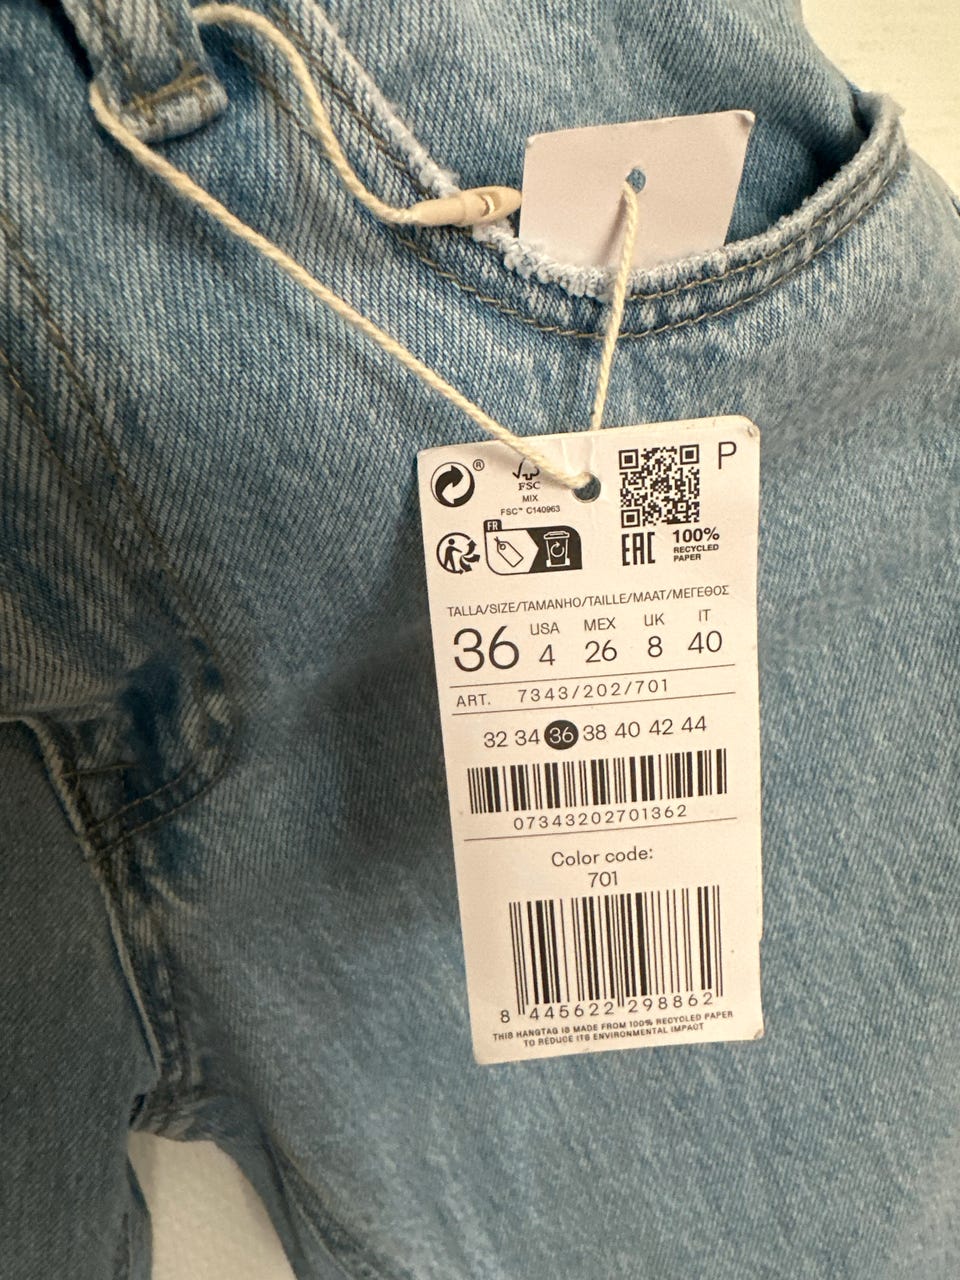 ®
FSC
MIX
FSC™ C140963
P
FR
EAC
100%
RECYCLED
PAPER
TALLA/SIZE/TAMANHO/TAILLE/MAAT/ΜΕΓΕΘΟΣ
36 USA 4 MEX 26 UK 8 IT 40
ART. 7343/202/701
32 34 36 38 40 42 44
07343202701362
Color code:
701
8 445622 298862
THIS HANGTAG IS MADE FROM 100% RECYCLED PAPER
TO REDUCE ITS ENVIRONMENTAL IMPACT